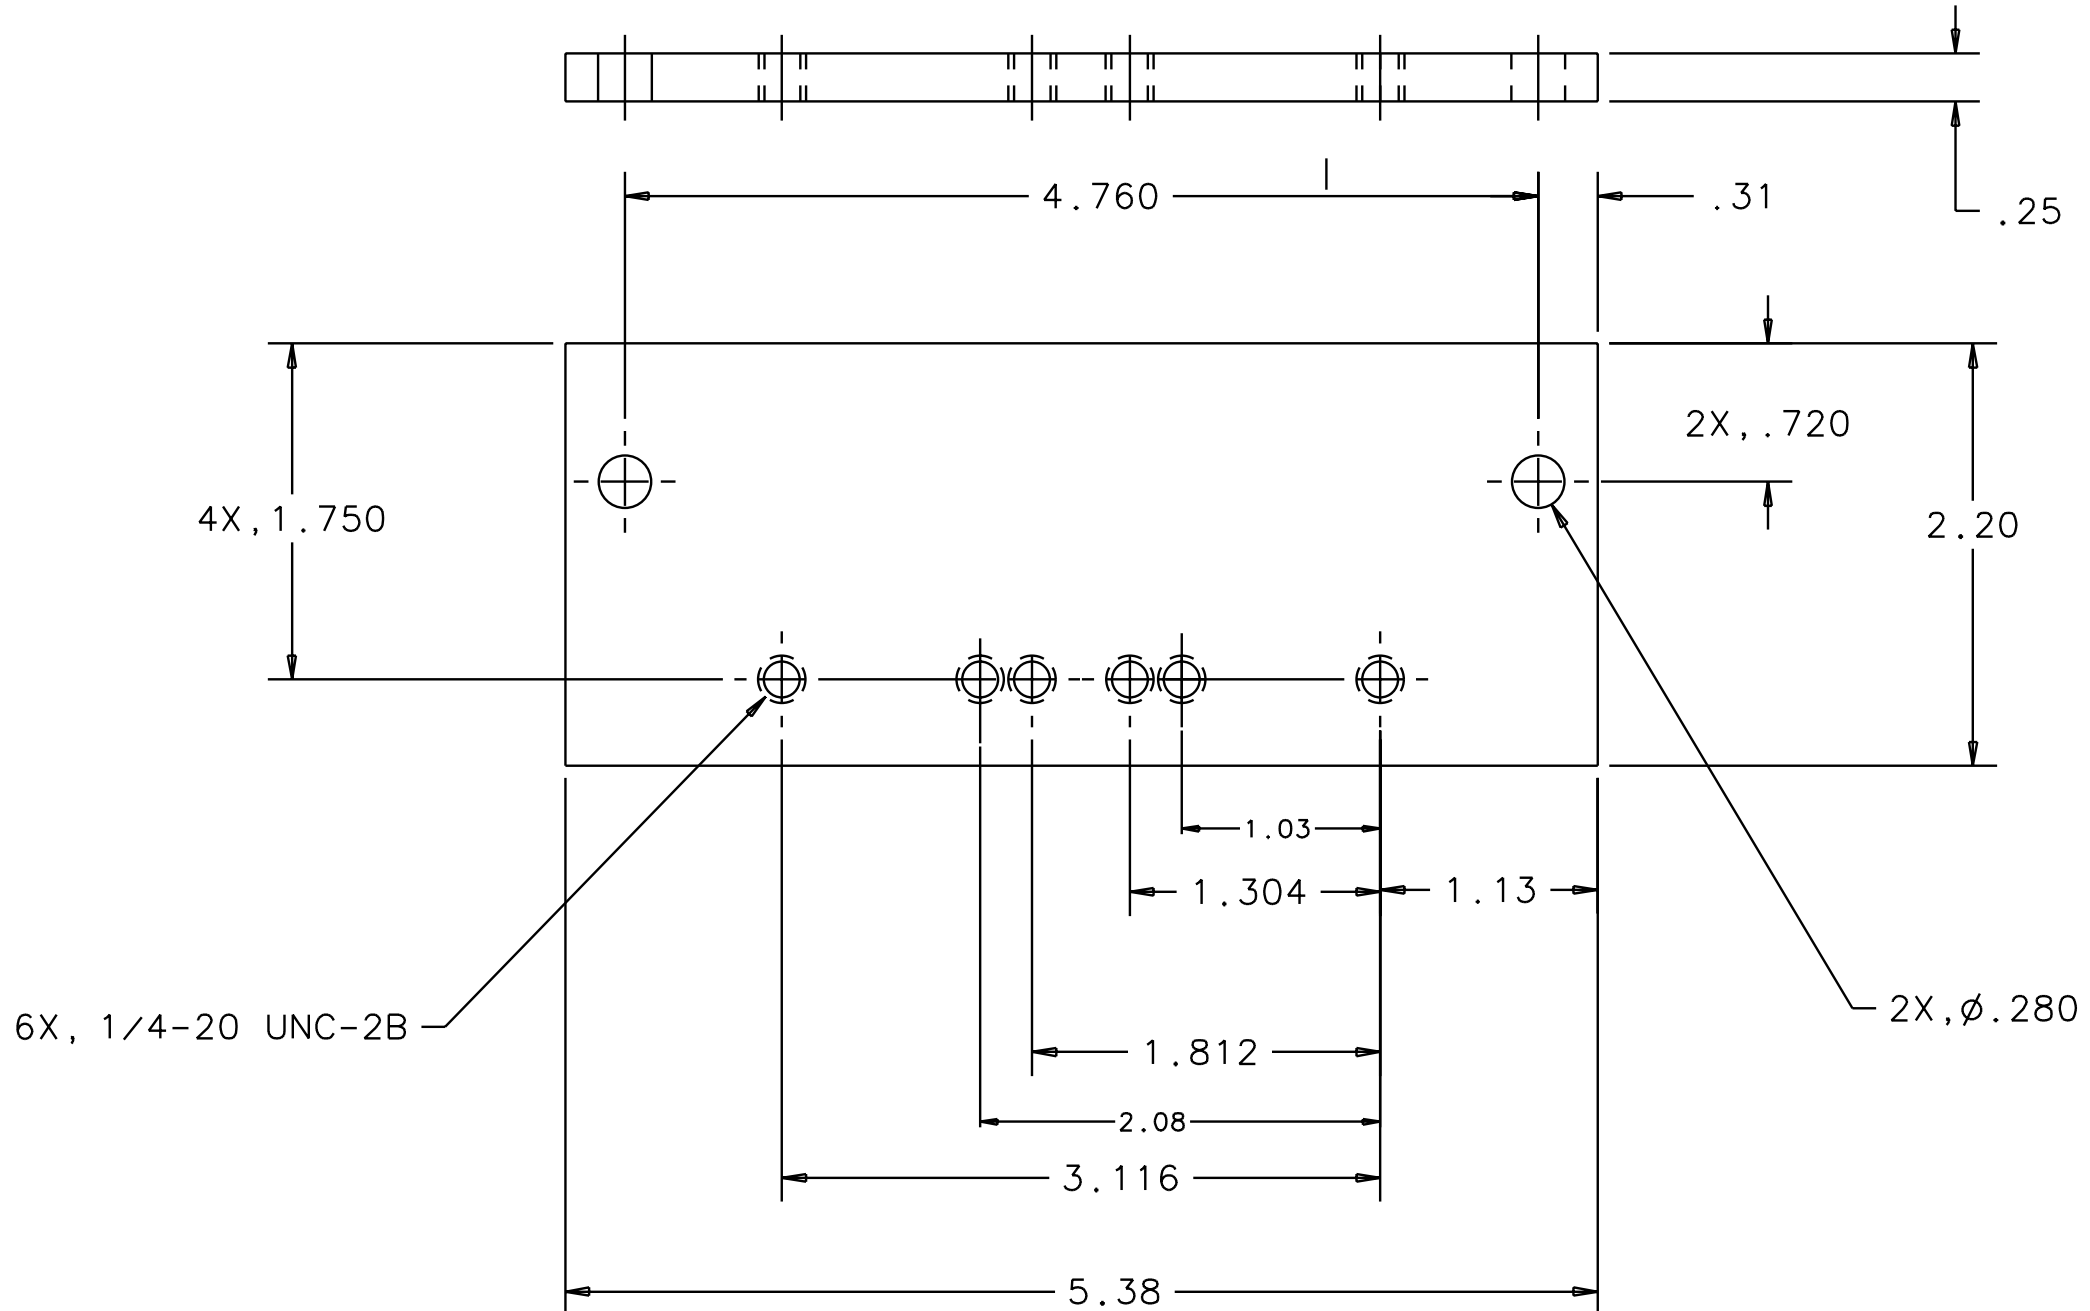 4.760
.31
.25
2X, .720
4X, 1.750
2.20
1.03
1.304
1.13
6X, 1/4-20 UNC-2B
2X, ⌀.280
1.812
2.08
3.116
5.38